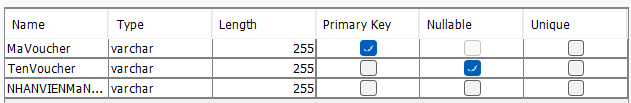 Name Type Length Primary Key Nullable Unique
MaVoucher varchar 255
TenVoucher varchar 255
NHANVIENMaN... varchar 255